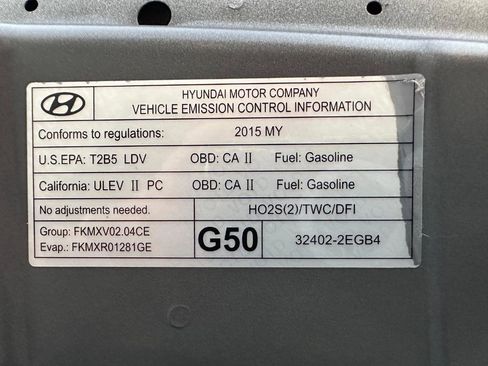 HYUNDAI MOTOR COMPANY
VEHICLE EMISSION CONTROL INFORMATION
Conforms to regulations: 2015 MY
U.S.EPA: T2B5 LDV OBD: CA II Fuel: Gasoline
California: ULEV II PC OBD: CA II Fuel: Gasoline
No adjustments needed. HO2S(2)/TWC/DFI
Group: FKMXV02.04CE
Evap.: FKMXR01281GE
G50
32402-2EGB4